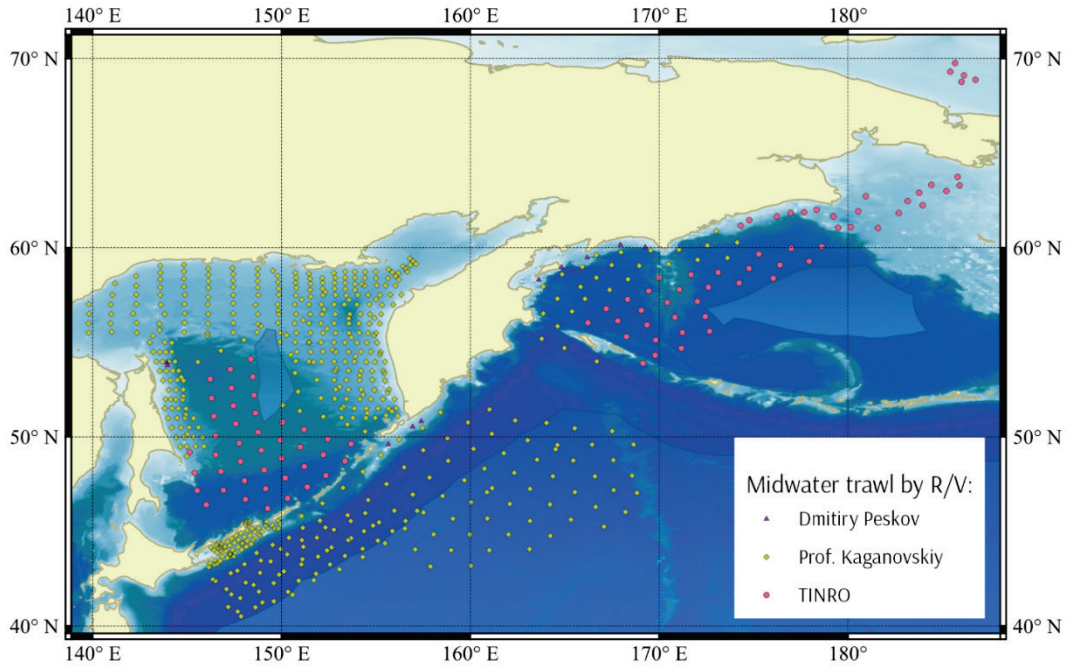 140° E 150° E 160° E 170° E 180°
70° N 70° N
60° N 60° N
50° N 50° N
Midwater trawl by R/V:
Dmitiry Peskov
Prof. Kaganovskiy
TINRO
40° N 40° N
140° E 150° E 160° E 170° E 180°